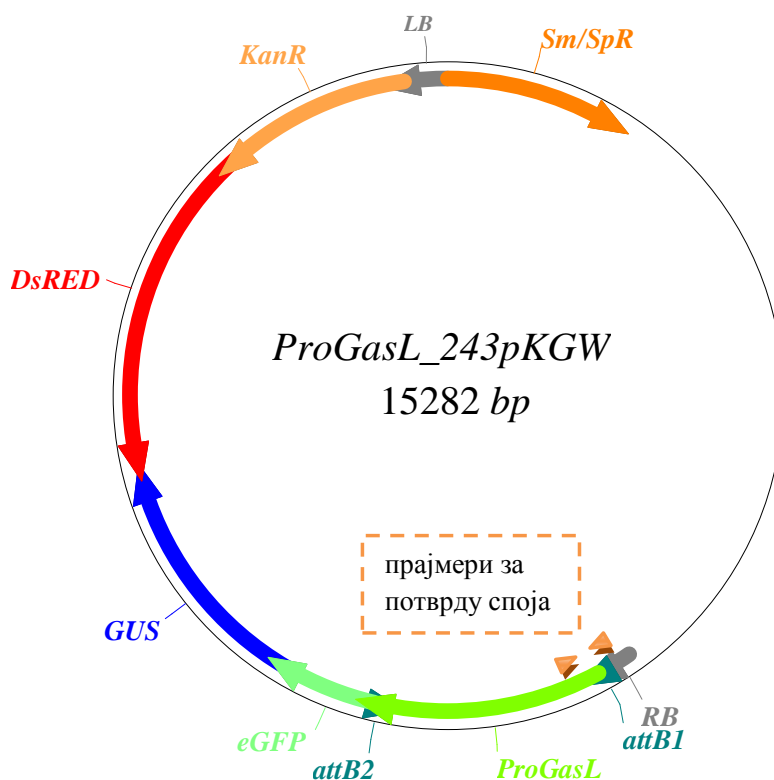 LB
Sm/SpR
KanR
DsRED
ProGasL_243pKGW
15282 bp
прајмери за
потврду споја
GUS
RB
attB1
eGFP
attB2
ProGasL